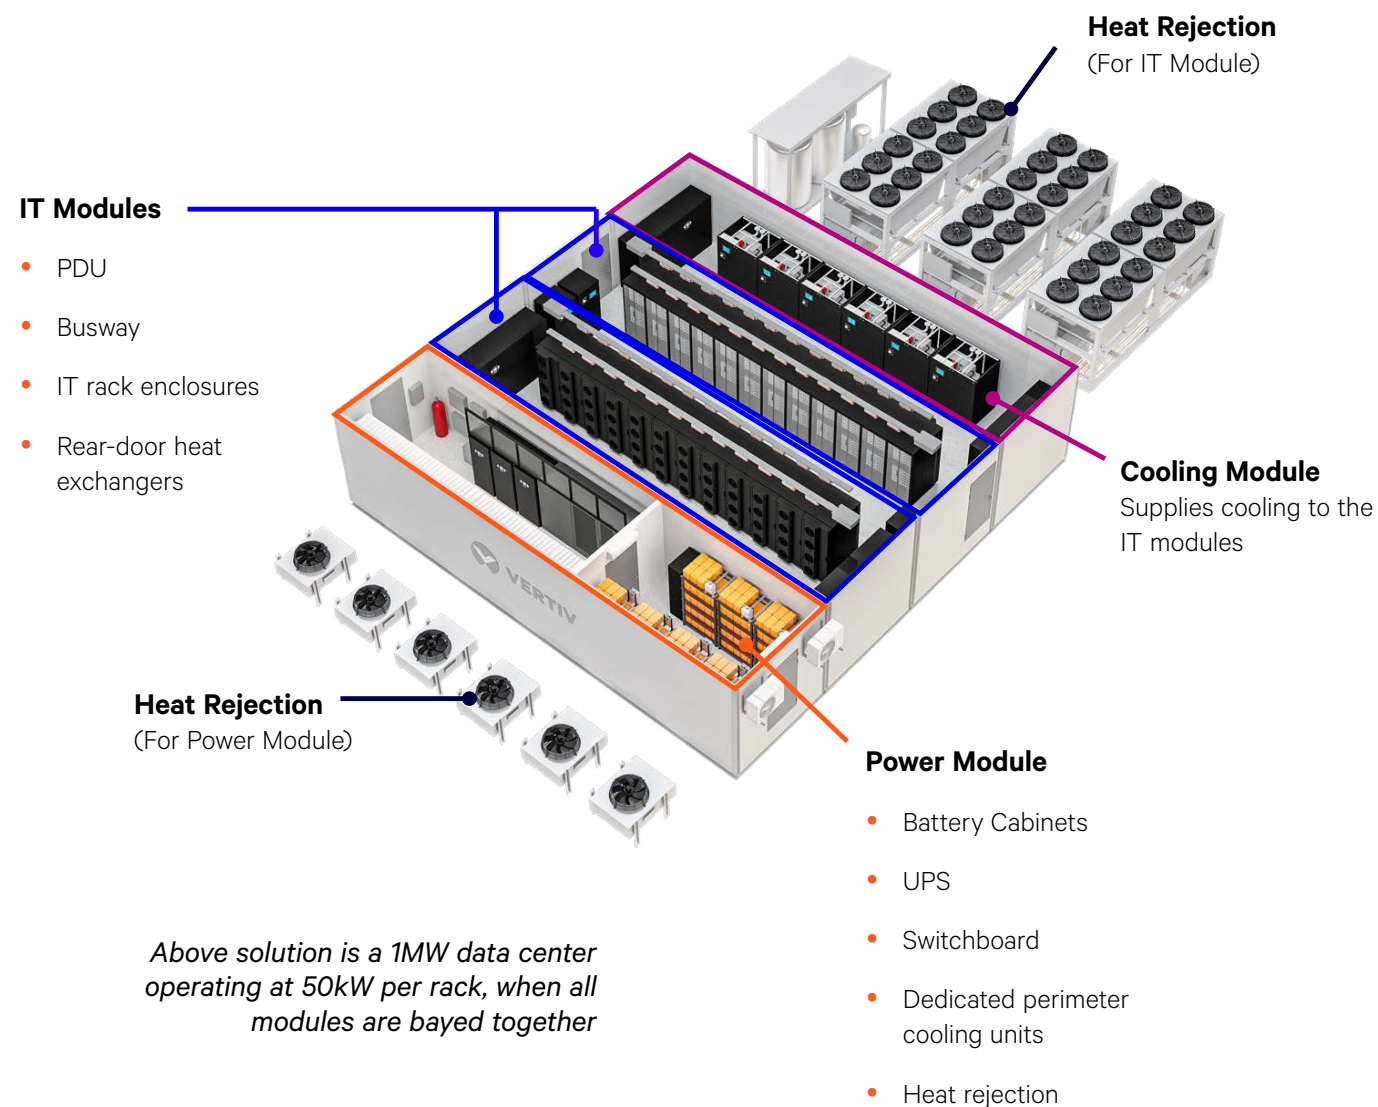 Heat Rejection
(For IT Module)
IT Modules
• PDU
• Busway
• IT rack enclosures
• Rear-door heat
exchangers
Cooling Module
Supplies cooling to the
IT modules
VERTIV
Heat Rejection
(For Power Module)
Power Module
• Battery Cabinets
• UPS
• Switchboard
• Dedicated perimeter
cooling units
• Heat rejection
Above solution is a 1MW data center
operating at 50kW per rack, when all
modules are bayed together